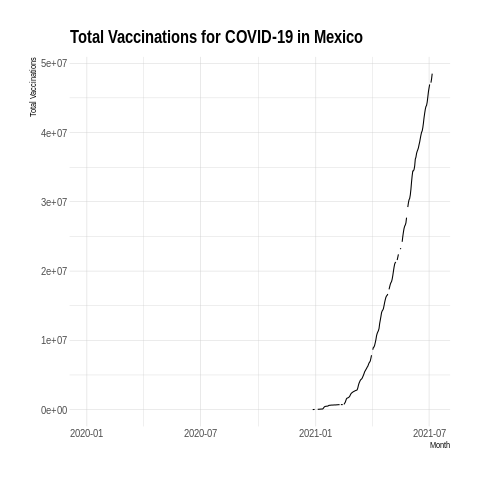 Total Vaccinations for COVID-19 in Mexico
Total Vaccinations
5e+07
4e+07
3e+07
2e+07
1e+07
0e+00
2020-01
2020-07
2021-01
2021-07
Month